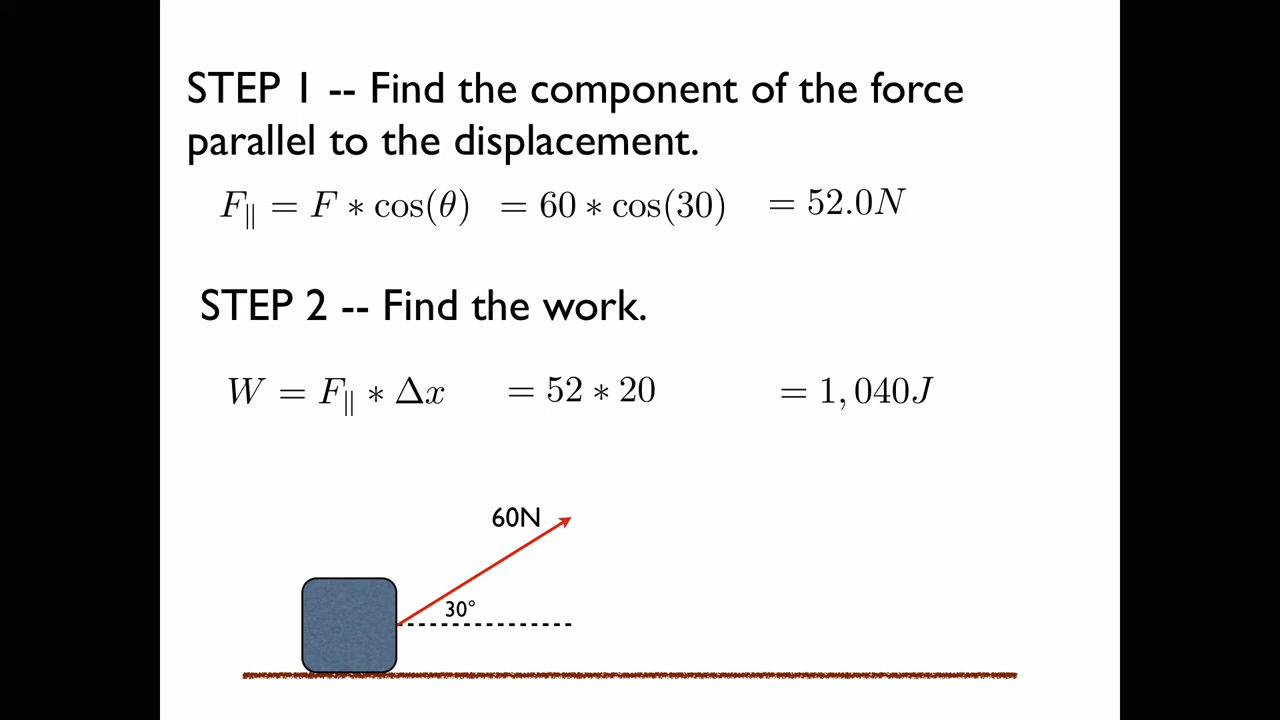 STEP 1 -- Find the component of the force
parallel to the displacement.
F∥ = F * cos(θ) = 60 * cos(30) = 52.0N
STEP 2 -- Find the work.
W = F∥ * Δx = 52 * 20 = 1,040J
60N
30°